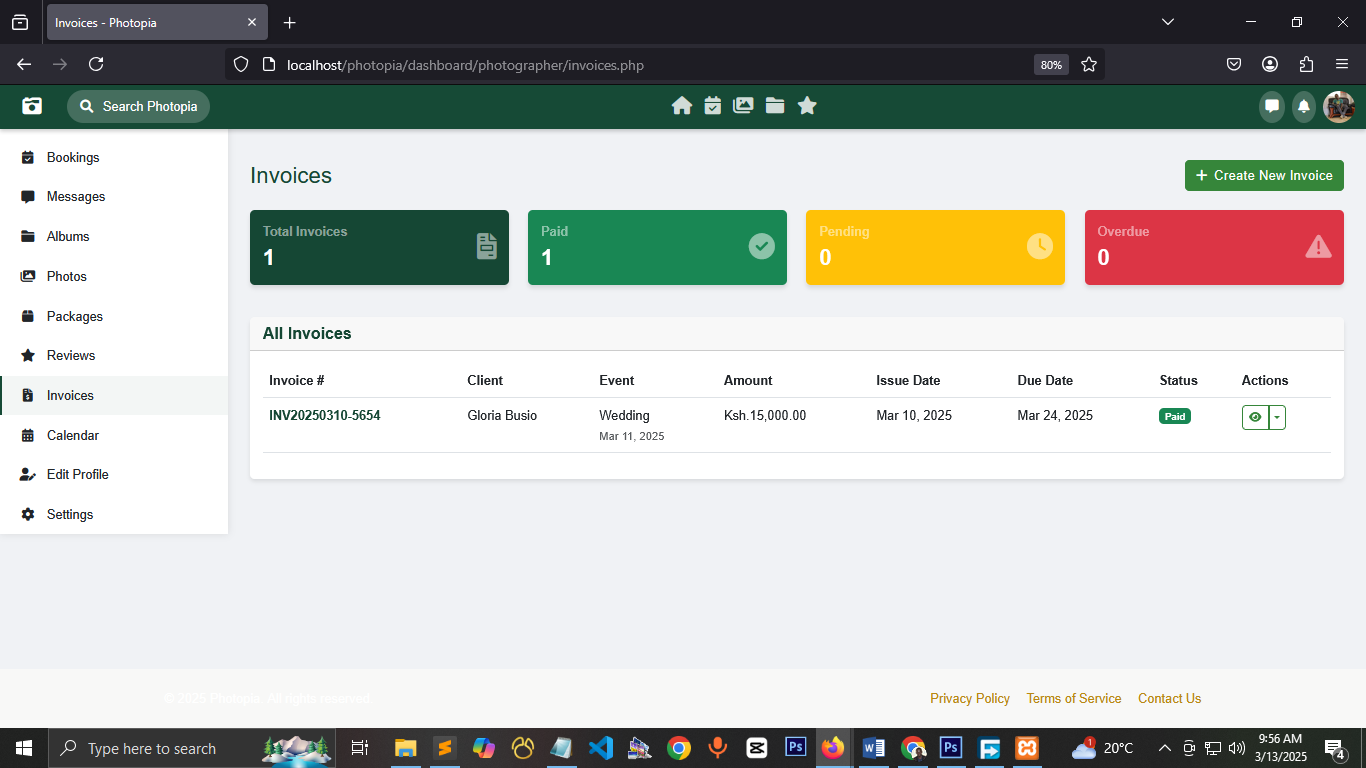 Invoices - Photopia
localhost/photopia/dashboard/photographer/invoices.php
80%
Search Photopia
Bookings
Messages
Albums
Photos
Packages
Reviews
Invoices
Calendar
Edit Profile
Settings
Invoices
Create New Invoice
Total Invoices
1
Paid
1
Pending
0
Overdue
0
All Invoices
Invoice # Client Event Amount Issue Date Due Date Status Actions
INV20250310-5654 Gloria Busio Wedding Ksh.15,000.00 Mar 10, 2025 Mar 24, 2025 Paid
Mar 11, 2025
© 2025 Photopia. All rights reserved.
Privacy Policy Terms of Service Contact Us
Type here to search
Ps
Ps
1
20°C
9:56 AM
3/13/2025
4